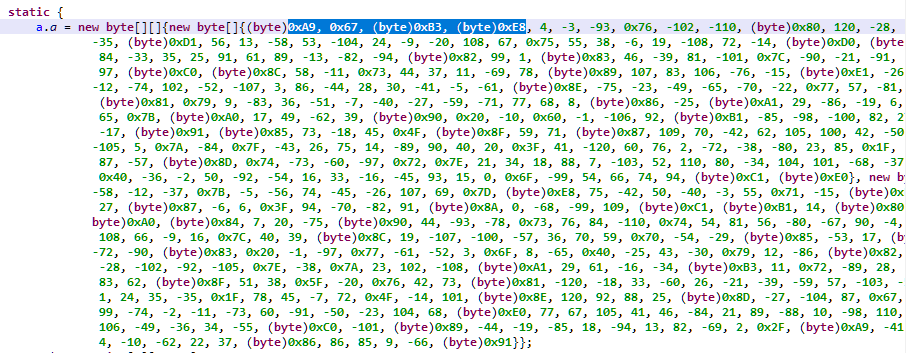 static {
a.a = new byte[][]{new byte[]{(byte)0xA9, 0x67, (byte)0xB3, (byte)0xE8, 4, -3, -93, 0x76, -102, -110, (byte)0x80, 120, -28,
-35, (byte)0xD1, 56, 13, -58, 53, -104, 24, -9, -20, 108, 67, 0x75, 55, 38, -6, 19, -108, 72, -14, (byte)0xD0, (byte
84, -33, 35, 25, 91, 61, 89, -13, -82, -94, (byte)0x82, 99, 1, (byte)0x83, 46, -39, 81, -101, 0x7C, -90, -21, -91,
97, (byte)0xC0, (byte)0x8C, 58, -11, 0x73, 44, 37, 11, -69, 78, (byte)0x89, 107, 83, 106, -76, -15, (byte)0xE1, -26
-12, -74, 102, -52, -107, 3, 86, -44, 28, 30, -41, -5, -61, (byte)0x8E, -75, -23, -49, -65, -70, -22, 0x77, 57, -81,
(byte)0x81, 0x79, 9, -83, 36, -51, -7, -40, -27, -59, -71, 77, 68, 8, (byte)0x86, -25, (byte)0xA1, 29, -86, -19, 6,
65, 0x7B, (byte)0xA0, 17, 49, -62, 39, (byte)0x90, 0x20, -10, 0x60, -1, -106, 92, (byte)0xB1, -85, -98, -100, 82, 2
-17, (byte)0x91, (byte)0x85, 73, -18, 45, 0x4F, (byte)0x8F, 59, 71, (byte)0x87, 109, 70, -42, 62, 105, 100, 42, -50
-105, 5, 0x7A, -84, 0x7F, -43, 26, 75, 14, -89, 90, 40, 20, 0x3F, 41, -120, 60, 76, 2, -72, -38, -80, 23, 85, 0x1F,
87, -57, (byte)0x8D, 0x74, -73, -60, -97, 0x72, 0x7E, 21, 34, 18, 88, 7, -103, 52, 110, 80, -34, 104, 101, -68, -37
0x40, -36, -2, 50, -92, -54, 16, 33, -16, -45, 93, 15, 0, 0x6F, -99, 54, 66, 74, 94, (byte)0xC1, (byte)0xE0}, new by
-58, -12, -37, 0x7B, -5, -56, 74, -45, -26, 107, 69, 0x7D, (byte)0xE8, 75, -42, 50, -40, -3, 55, 0x71, -15, (byte)0x
27, (byte)0x87, -6, 6, 0x3F, 94, -70, -82, 91, (byte)0x8A, 0, -68, -99, 109, (byte)0xC1, (byte)0xB1, 14, (byte)0x80
byte)0xA0, (byte)0x84, 7, 20, -75, (byte)0x90, 44, -93, -78, 0x73, 76, 84, -110, 0x74, 54, 81, 56, -80, -67, 90, -4,
108, 66, -9, 16, 0x7C, 40, 39, (byte)0x8C, 19, -107, -100, -57, 36, 70, 59, 0x70, -54, -29, (byte)0x85, -53, 17, (by
-72, -90, (byte)0x83, 20, -1, -97, 0x77, -61, -52, 3, 0x6F, 8, -65, 0x40, -25, 43, -30, 0x79, 12, -86, (byte)0x82,
-28, -102, -92, -105, 0x7E, -38, 0x7A, 23, 102, -108, (byte)0xA1, 29, 61, -16, -34, (byte)0xB3, 11, 0x72, -89, 28,
83, 62, (byte)0x8F, 51, 38, 0x5F, -20, 0x76, 42, 73, (byte)0x81, -120, -18, 33, -60, 26, -21, -39, -59, 57, -103, -
1, 24, 35, -35, 0x1F, 78, 45, -7, 72, 0x4F, -14, 101, (byte)0x8E, 120, 92, 88, 25, (byte)0x8D, -27, -104, 87, 0x67,
99, -74, -2, -11, -73, 60, -91, -50, -23, 104, 68, (byte)0xE0, 77, 67, 105, 41, 46, -84, 21, 89, -88, 10, -98, 110,
106, -49, -36, 34, -55, (byte)0xC0, -101, (byte)0x89, -44, -19, -85, 18, -94, 13, 82, -69, 2, 0x2F, (byte)0xA9, -41
4, -10, -62, 22, 37, (byte)0x86, 86, 85, 9, -66, (byte)0x91}};